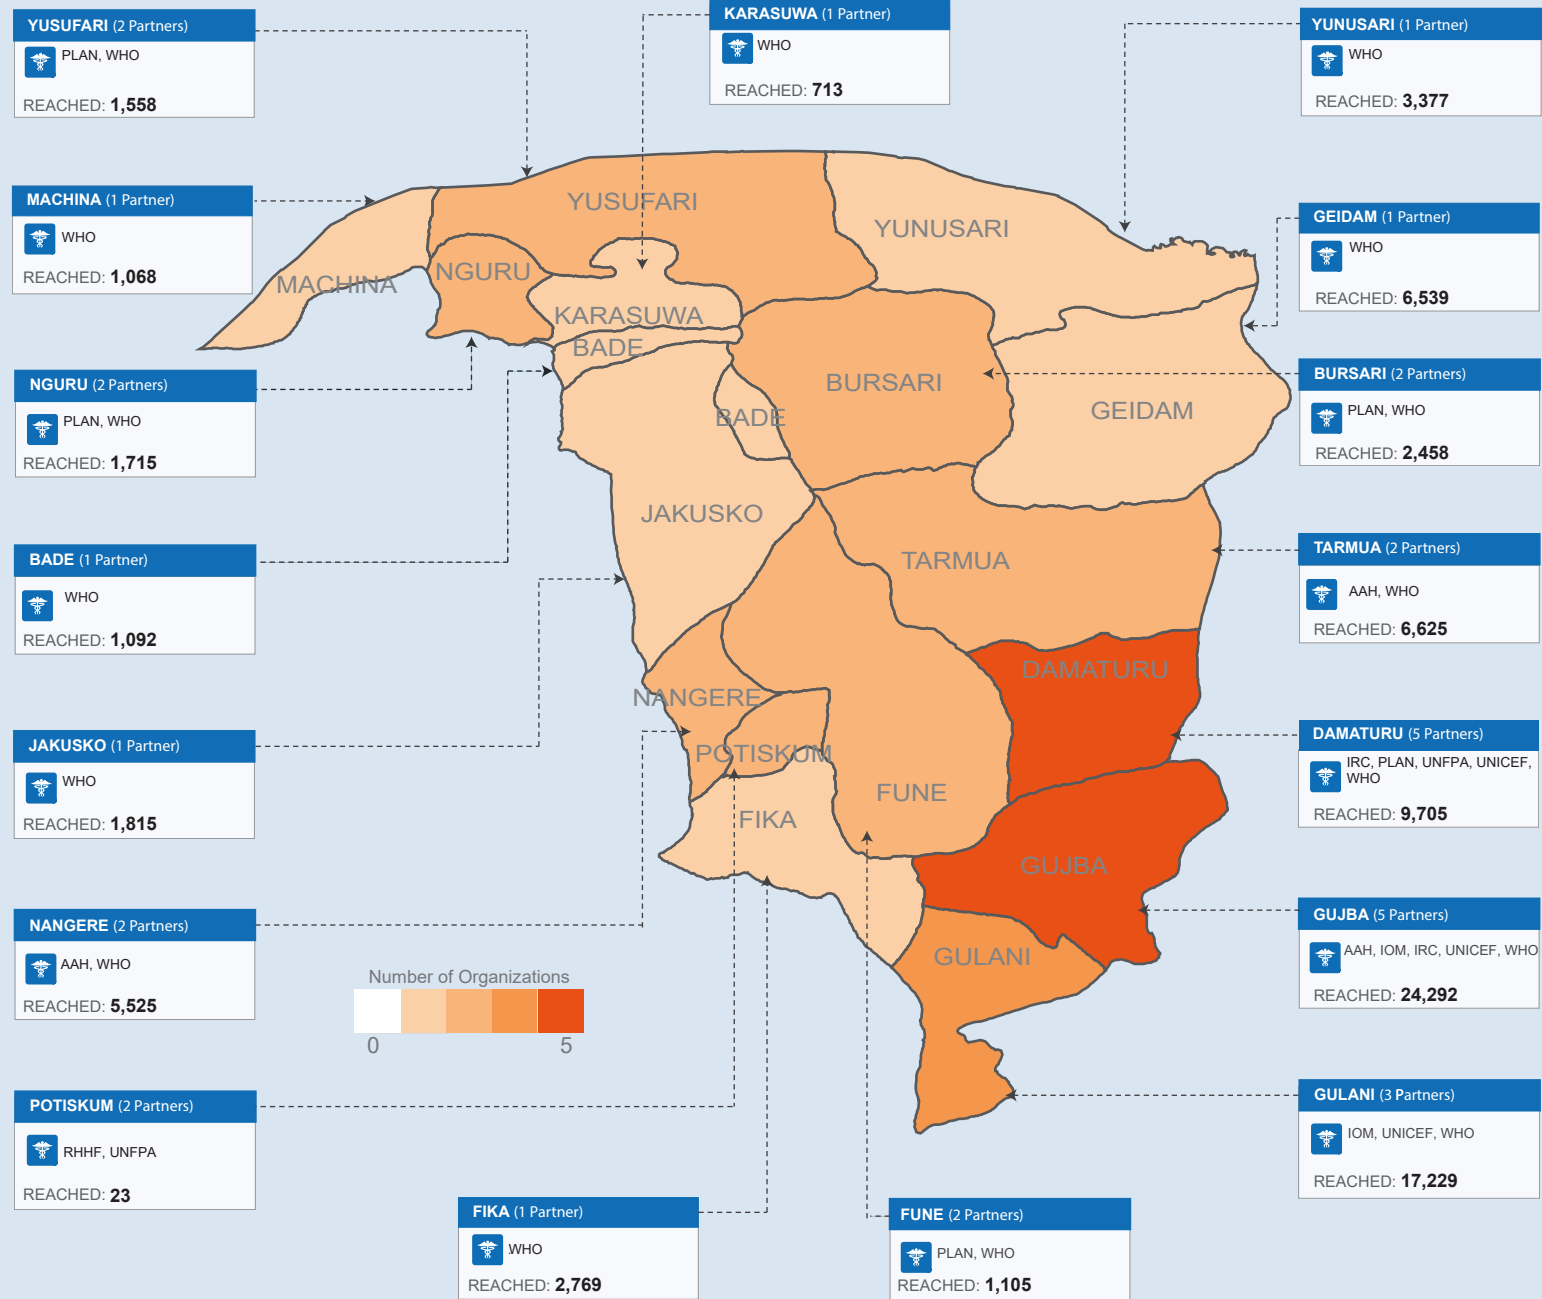 YUSUFARI (2 Partners)
PLAN, WHO
REACHED: 1,558
KARASUWA (1 Partner)
WHO
REACHED: 713
YUNUSARI (1 Partner)
WHO
REACHED: 3,377
MACHINA (1 Partner)
WHO
REACHED: 1,068
GEIDAM (1 Partner)
WHO
REACHED: 6,539
NGURU (2 Partners)
PLAN, WHO
REACHED: 1,715
BURSARI (2 Partners)
PLAN, WHO
REACHED: 2,458
BADE (1 Partner)
WHO
REACHED: 1,092
TARMUA (2 Partners)
AAH, WHO
REACHED: 6,625
JAKUSKO (1 Partner)
WHO
REACHED: 1,815
DAMATURU (5 Partners)
IRC, PLAN, UNFPA, UNICEF,
WHO
REACHED: 9,705
NANGERE (2 Partners)
AAH, WHO
REACHED: 5,525
GUJBA (5 Partners)
AAH, IOM, IRC, UNICEF, WHO
REACHED: 24,292
POTISKUM (2 Partners)
RHHF, UNFPA
REACHED: 23
GULANI (3 Partners)
IOM, UNICEF, WHO
REACHED: 17,229
FIKA (1 Partner)
WHO
REACHED: 2,769
FUNE (2 Partners)
PLAN, WHO
REACHED: 1,105
YUSUFARI
YUNUSARI
MACHINA
NGURU
KARASUWA
BADE
BURSARI
GEIDAM
BADE
JAKUSKO
TARMUA
DAMATURU
NANGERE
POTISKUM
FUNE
FIKA
GUJBA
GULANI
Number of Organizations
0 5